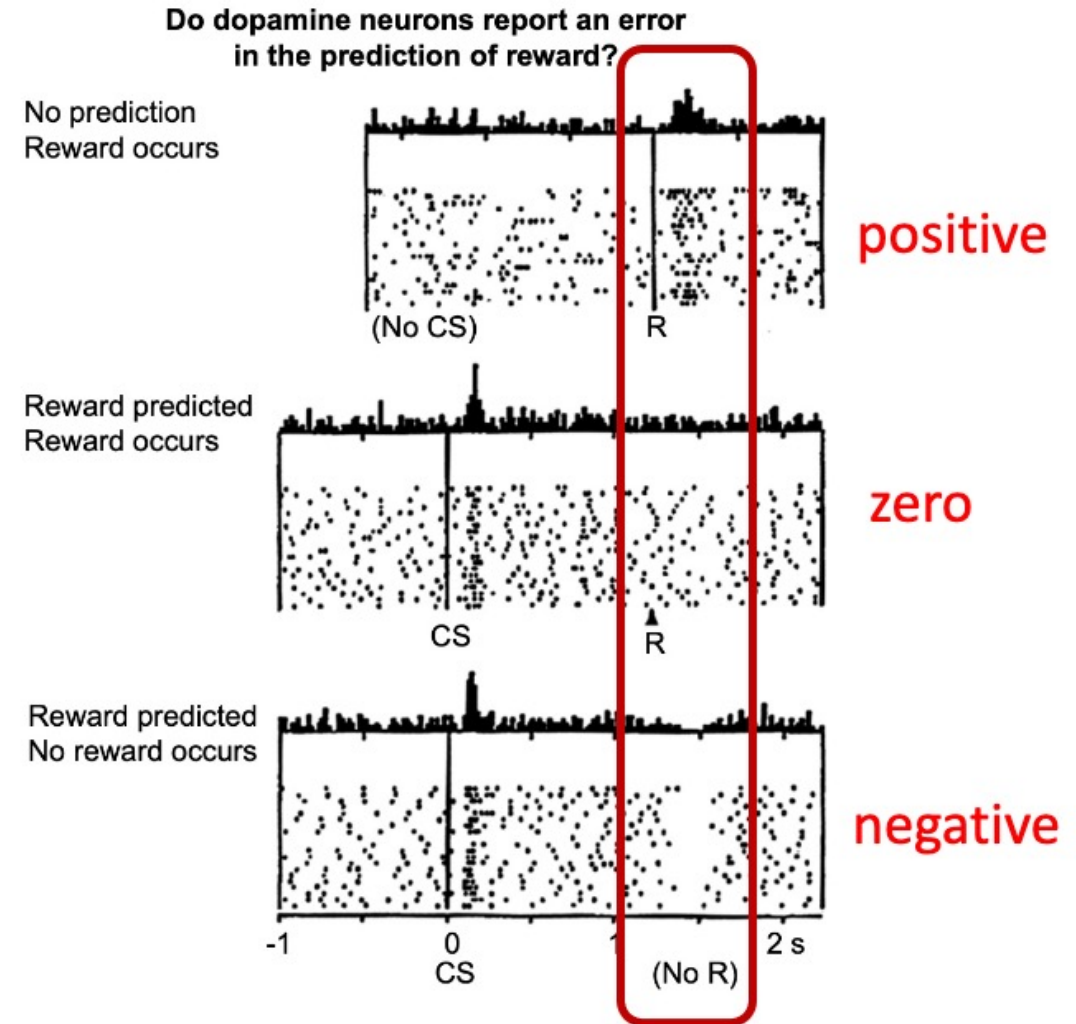 Do dopamine neurons report an error
in the prediction of reward?
No prediction
Reward occurs
positive
(No CS)
R
Reward predicted
Reward occurs
zero
CS
R
Reward predicted
No reward occurs
negative
-1
0
1
2 s
CS
(No R)